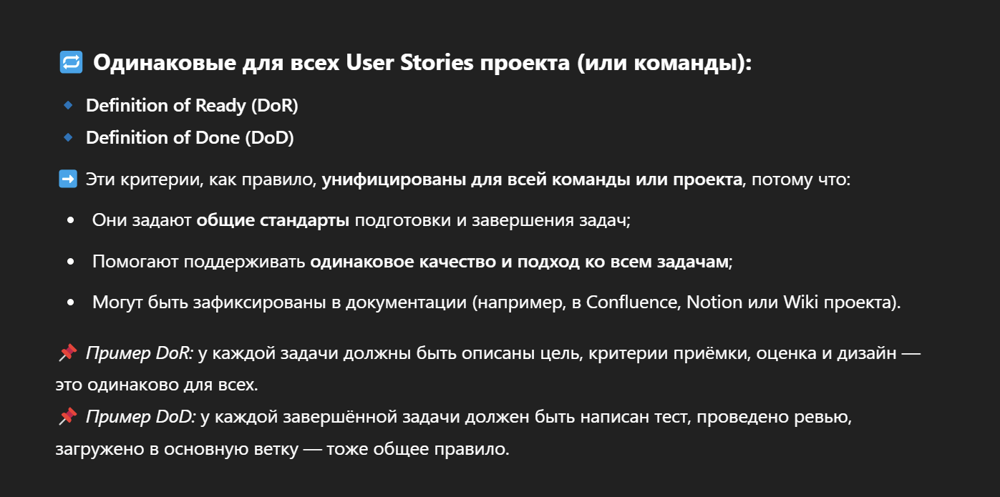 🔁 Одинаковые для всех User Stories проекта (или команды):
🔹 Definition of Ready (DoR)
🔹 Definition of Done (DoD)
➡️ Эти критерии, как правило, унифицированы для всей команды или проекта, потому что:
• Они задают общие стандарты подготовки и завершения задач;
• Помогают поддерживать одинаковое качество и подход ко всем задачам;
• Могут быть зафиксированы в документации (например, в Confluence, Notion или Wiki проекта).
📌 Пример DoR: у каждой задачи должны быть описаны цель, критерии приёмки, оценка и дизайн —
это одинаково для всех.
📌 Пример DoD: у каждой завершённой задачи должен быть написан тест, проведено ревью,
загружено в основную ветку — тоже общее правило.